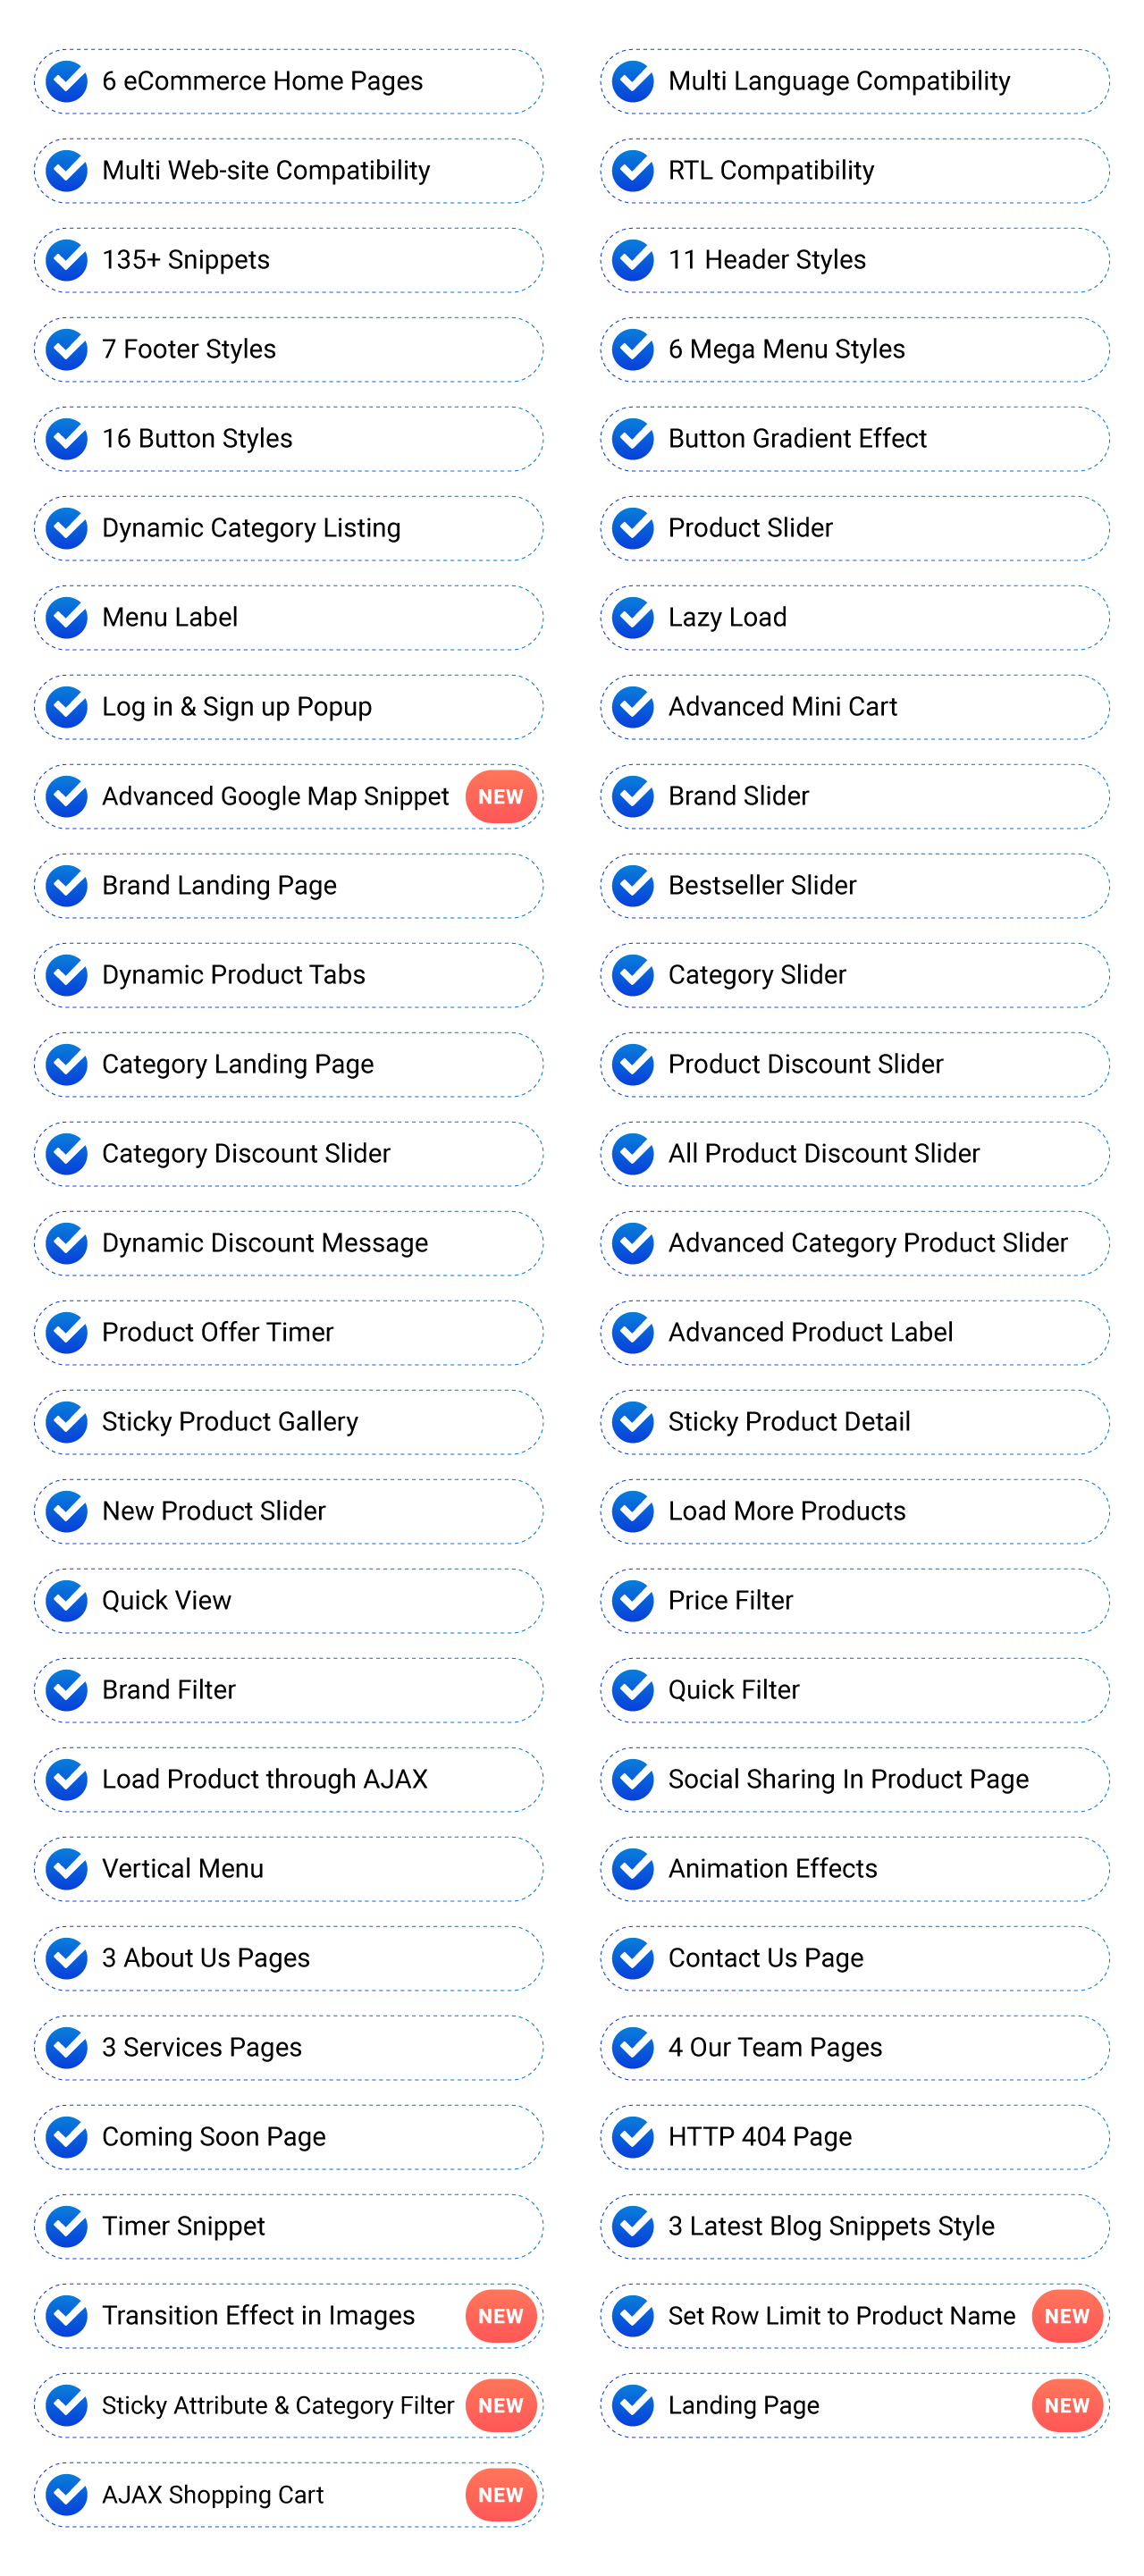 6 eCommerce Home Pages
Multi Language Compatibility
Multi Web-site Compatibility
RTL Compatibility
135+ Snippets
11 Header Styles
7 Footer Styles
6 Mega Menu Styles
16 Button Styles
Button Gradient Effect
Dynamic Category Listing
Product Slider
Menu Label
Lazy Load
Log in & Sign up Popup
Advanced Mini Cart
Advanced Google Map Snippet NEW
Brand Slider
Brand Landing Page
Bestseller Slider
Dynamic Product Tabs
Category Slider
Category Landing Page
Product Discount Slider
Category Discount Slider
All Product Discount Slider
Dynamic Discount Message
Advanced Category Product Slider
Product Offer Timer
Advanced Product Label
Sticky Product Gallery
Sticky Product Detail
New Product Slider
Load More Products
Quick View
Price Filter
Brand Filter
Quick Filter
Load Product through AJAX
Social Sharing In Product Page
Vertical Menu
Animation Effects
3 About Us Pages
Contact Us Page
3 Services Pages
4 Our Team Pages
Coming Soon Page
HTTP 404 Page
Timer Snippet
3 Latest Blog Snippets Style
Transition Effect in Images NEW
Set Row Limit to Product Name NEW
Sticky Attribute & Category Filter NEW
Landing Page NEW
AJAX Shopping Cart NEW